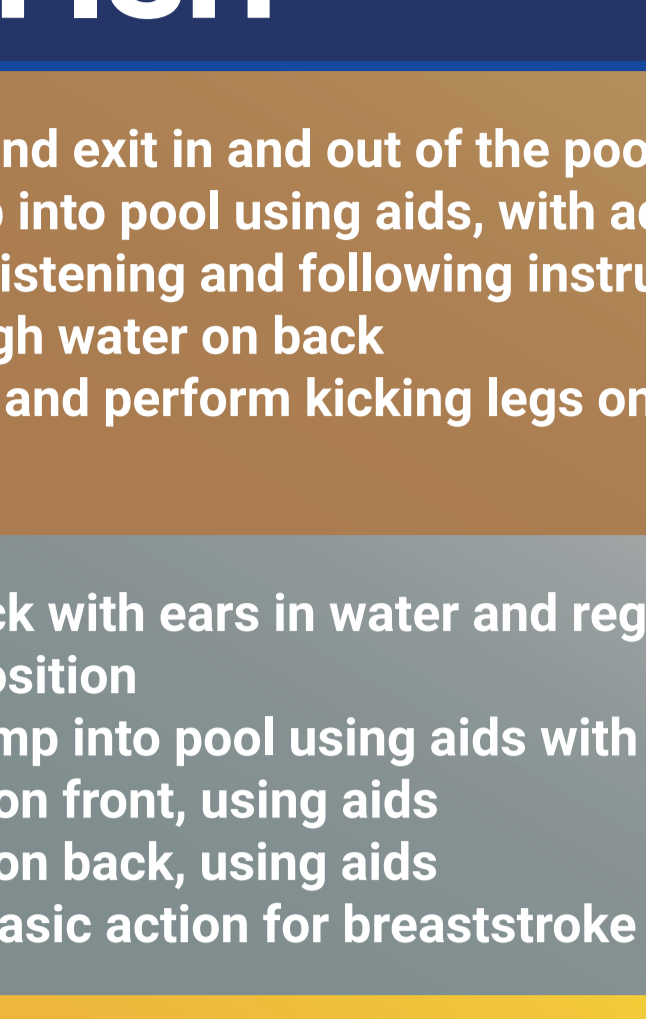 nd exit in and out of the poo
into pool using aids, with a
istening and following instru
gh water on back
and perform kicking legs on
ck with ears in water and reg
osition
mp into pool using aids with
on front, using aids
on back, using aids
asic action for breaststroke